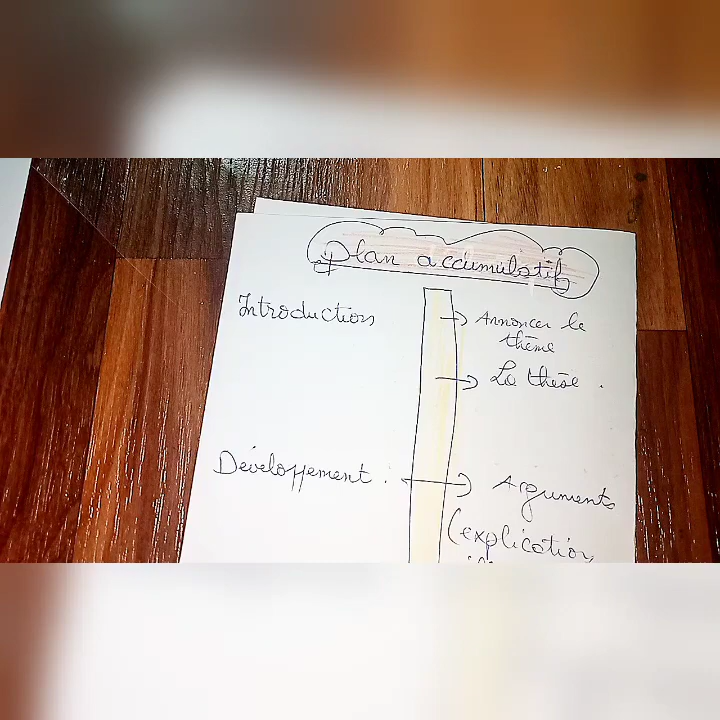 Plan accumulatif
Introduction
Annoncer le
thème
La thèse.
Développement :
Arguments
(explication